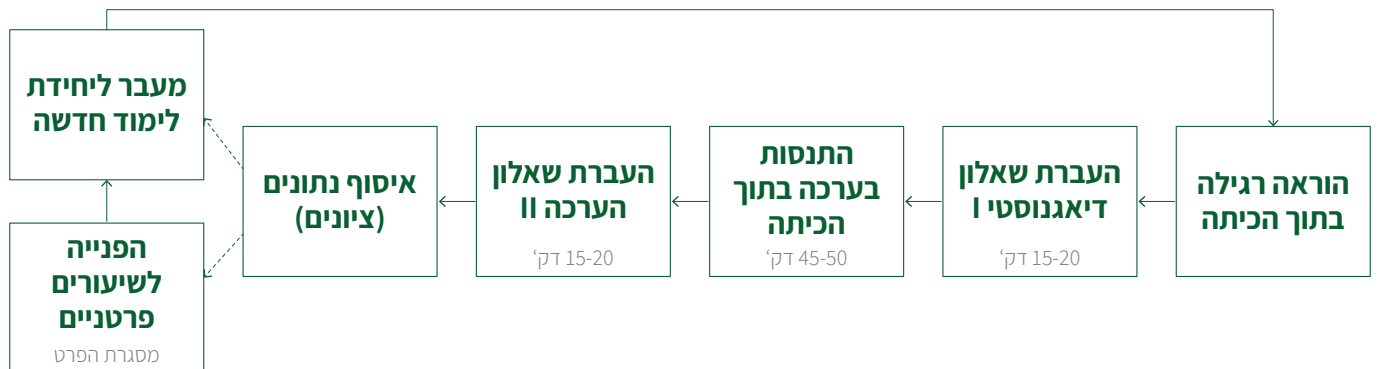 הוראה רגילה
בתוך הכיתה
העברת שאלון
דיאגנוסטי I
15-20 דק'
התנסות
בערכה בתוך
הכיתה
45-50 דק'
העברת שאלון
הערכה II
15-20 דק'
איסוף נתונים
(ציונים)
מעבר ליחידת
לימוד חדשה
הפנייה
לשיעורים
פרטניים
מסגרת הפרט